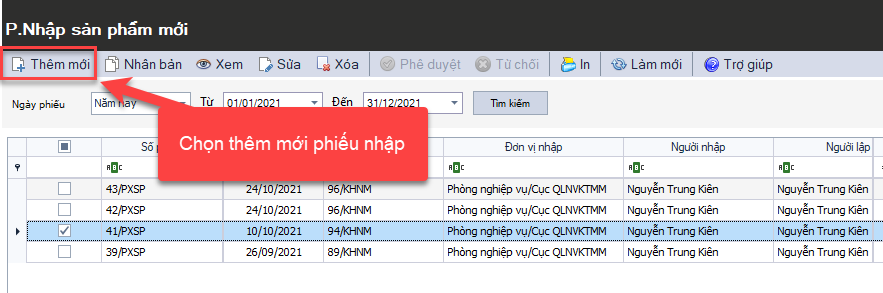 P.Nhập sản phẩm mới
Thêm mới Nhân bản Xem Sửa Xóa Phê duyệt Từ chối In Làm mới Trợ giúp
Ngày phiếu Năm nay Từ 01/01/2021 Đến 31/12/2021 Tìm kiếm
Chọn thêm mới phiếu nhập
Số Đơn vị nhập Người nhập Người lập
ABC ABC ABC ABC
43/PXSP 24/10/2021 96/KHNM Phòng nghiệp vụ/Cục QLNVKTMM Nguyễn Trung Kiên Nguyễn Trung Kiên
42/PXSP 24/10/2021 96/KHNM Phòng nghiệp vụ/Cục QLNVKTMM Nguyễn Trung Kiên Nguyễn Trung Kiên
41/PXSP 10/10/2021 94/KHNM Phòng nghiệp vụ/Cục QLNVKTMM Nguyễn Trung Kiên Nguyễn Trung Kiên
39/PXSP 26/09/2021 89/KHNM Phòng nghiệp vụ/Cục QLNVKTMM Nguyễn Trung Kiên Nguyễn Trung Kiên